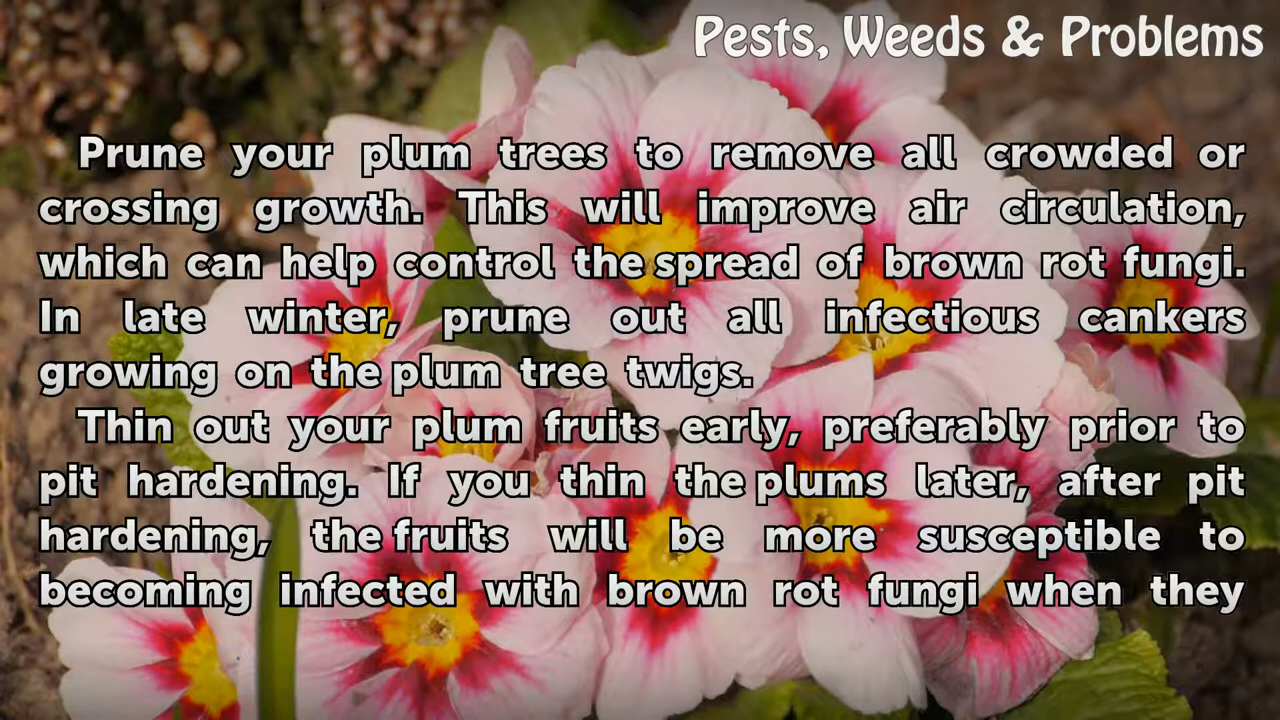 Pests, Weeds & Problems
Prune your plum trees to remove all crowded or
crossing growth. This will improve air circulation,
which can help control the spread of brown rot fungi.
In late winter, prune out all infectious cankers
growing on the plum tree twigs.
Thin out your plum fruits early, preferably prior to
pit hardening. If you thin the plums later, after pit
hardening, the fruits will be more susceptible to
becoming infected with brown rot fungi when they